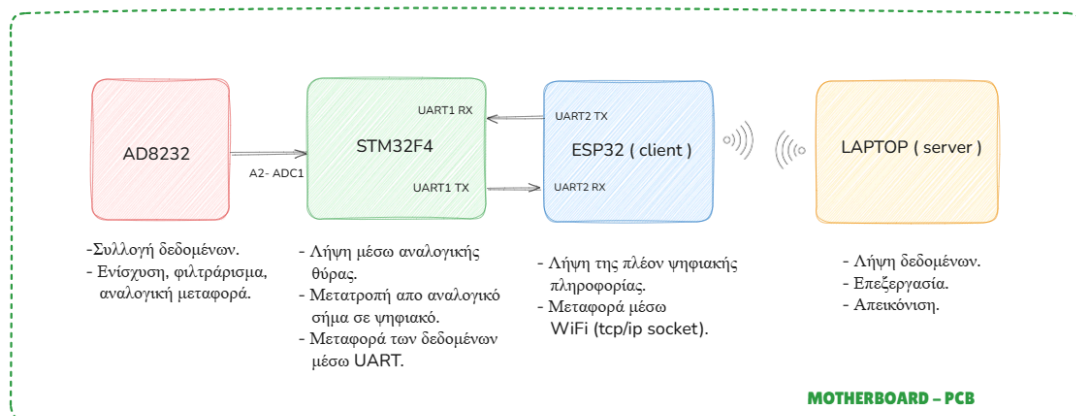 AD8232
A2- ADC1
-Συλλογή δεδομένων.
- Ενίσχυση, φιλτράρισμα,
αναλογική μεταφορά.
UART1 RX
STM32F4
UART1 TX
- Λήψη μέσω αναλογικής
θύρας.
- Μετατροπή απο αναλογικό
σήμα σε ψηφιακό.
- Μεταφορά των δεδομένων
μέσω UART.
UART2 TX
ESP32 ( client )
UART2 RX
- Λήψη της πλέον ψηφιακής
πληροφορίας.
- Μεταφορά μέσω
WiFi (tcp/ip socket).
LAPTOP ( server )
- Λήψη δεδομένων.
- Επεξεργασία.
- Απεικόνιση.
MOTHERBOARD – PCB